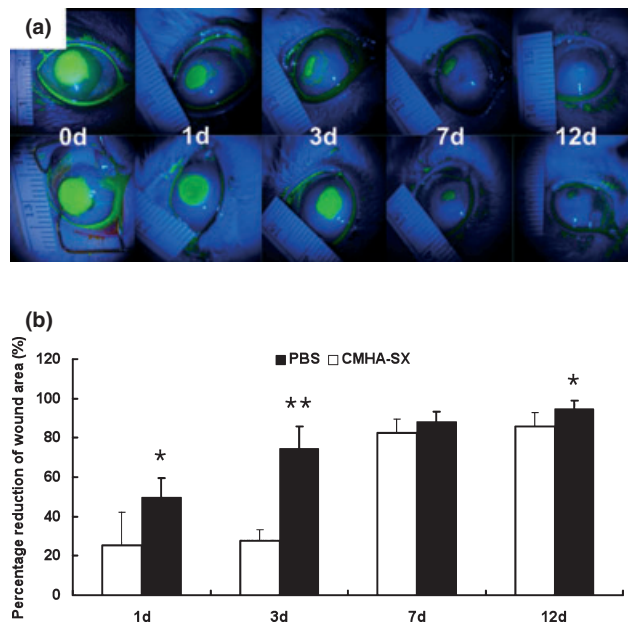 (a)
0d 1d 3d 7d 12d
(b)
Percentage reduction of wound area (%)
PBS CMHA-SX
120
100
80
60
40
20
0
* ** *
1d 3d 7d 12d